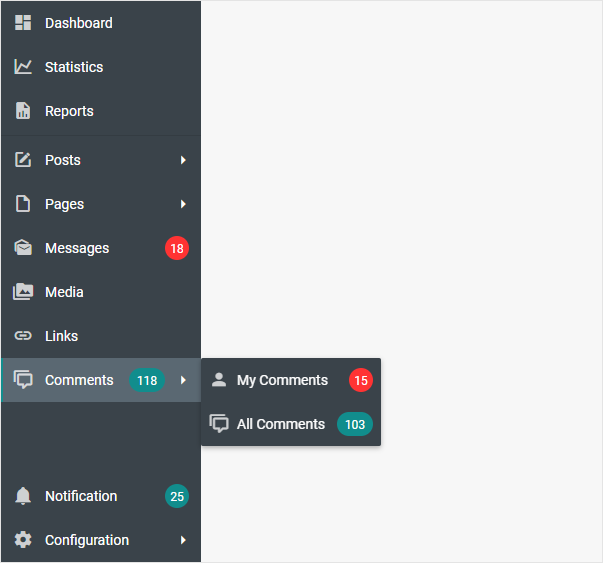 Dashboard
Statistics
Reports
Posts
Pages
Messages 18
Media
Links
Comments 118
My Comments 15
All Comments 103
Notification 25
Configuration